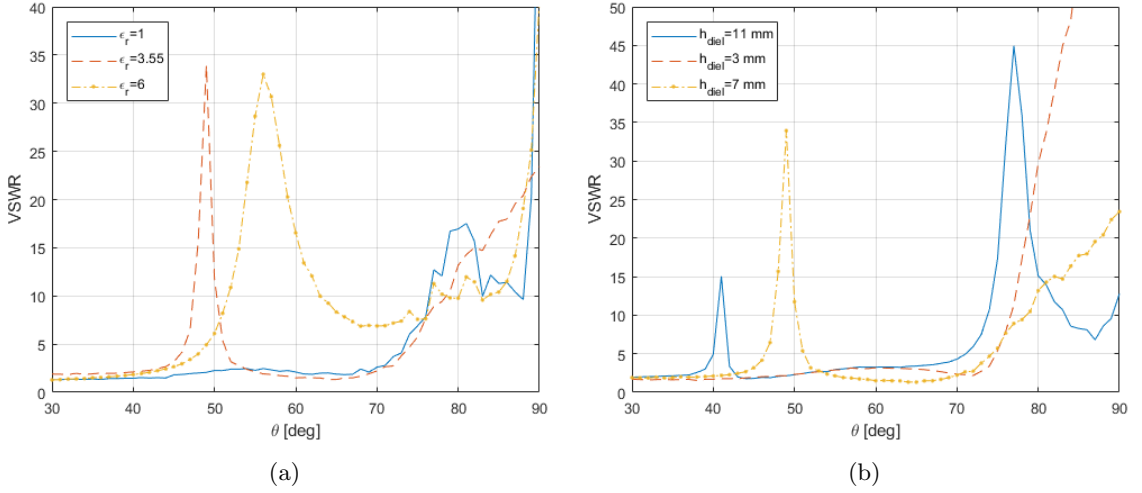 40
35
30
25
20
15
10
5
0
VSWR
ϵr=1
ϵr=3.55
ϵr=6
30 40 50 60 70 80 90
θ [deg]
(a)
50
45
40
35
30
25
20
15
10
5
0
VSWR
hdiel=11 mm
hdiel=3 mm
hdiel=7 mm
30 40 50 60 70 80 90
θ [deg]
(b)